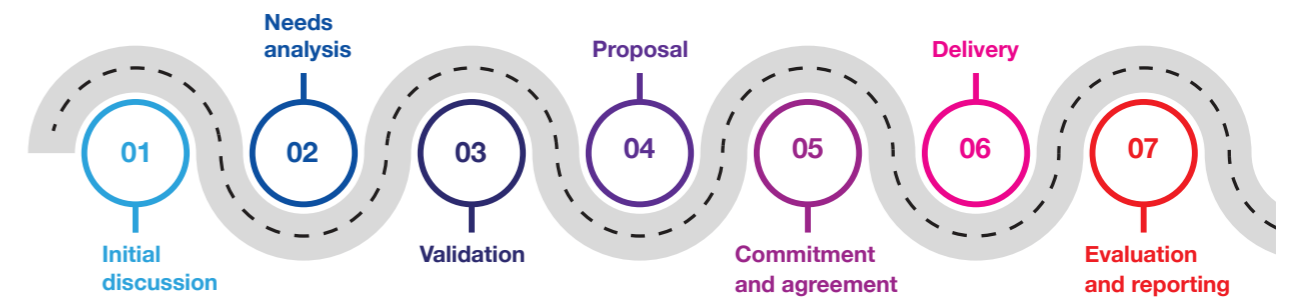 01
Initial
discussion
Needs
analysis
02
03
Validation
Proposal
04
05
Commitment
and agreement
Delivery
06
07
Evaluation
and reporting